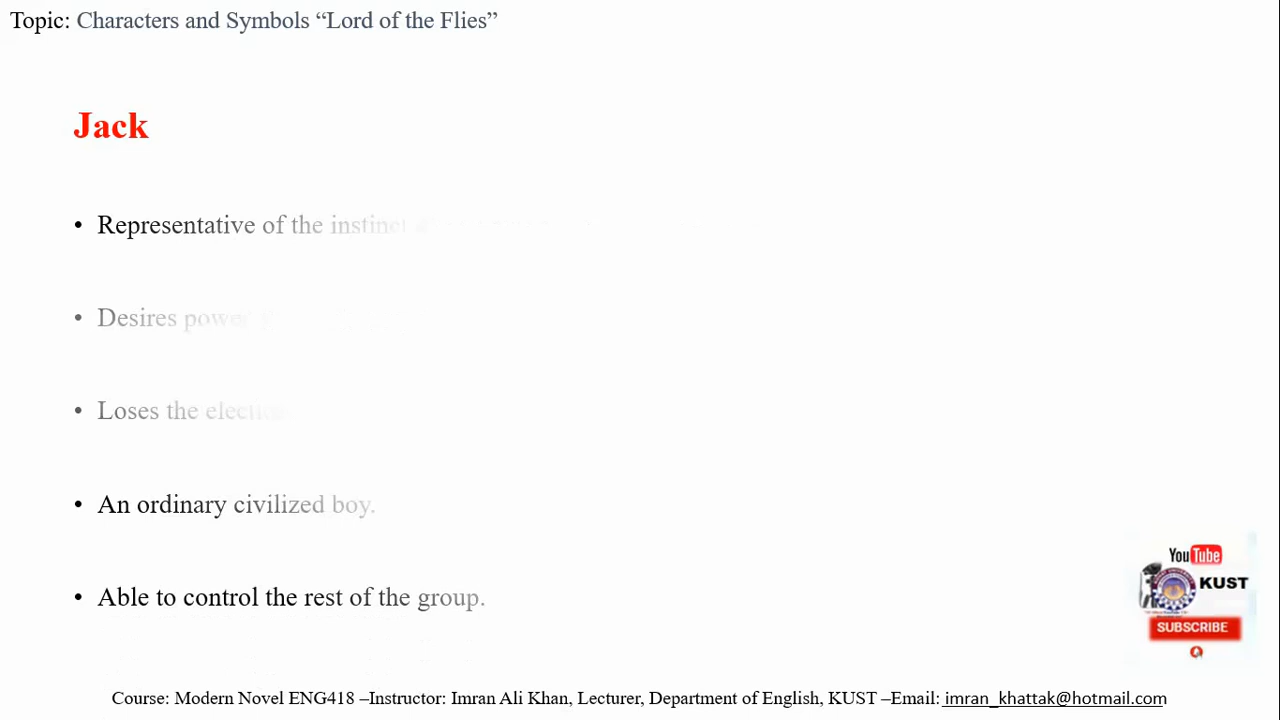 Topic: Characters and Symbols “Lord of the Flies”
Jack
• Representative of the instinct
• Desires power
• Loses the election
• An ordinary civilized boy.
• Able to control the rest of the group.
YouTube
KUST
SUBSCRIBE
Course: Modern Novel ENG418 –Instructor: Imran Ali Khan, Lecturer, Department of English, KUST –Email: imran_khattak@hotmail.com